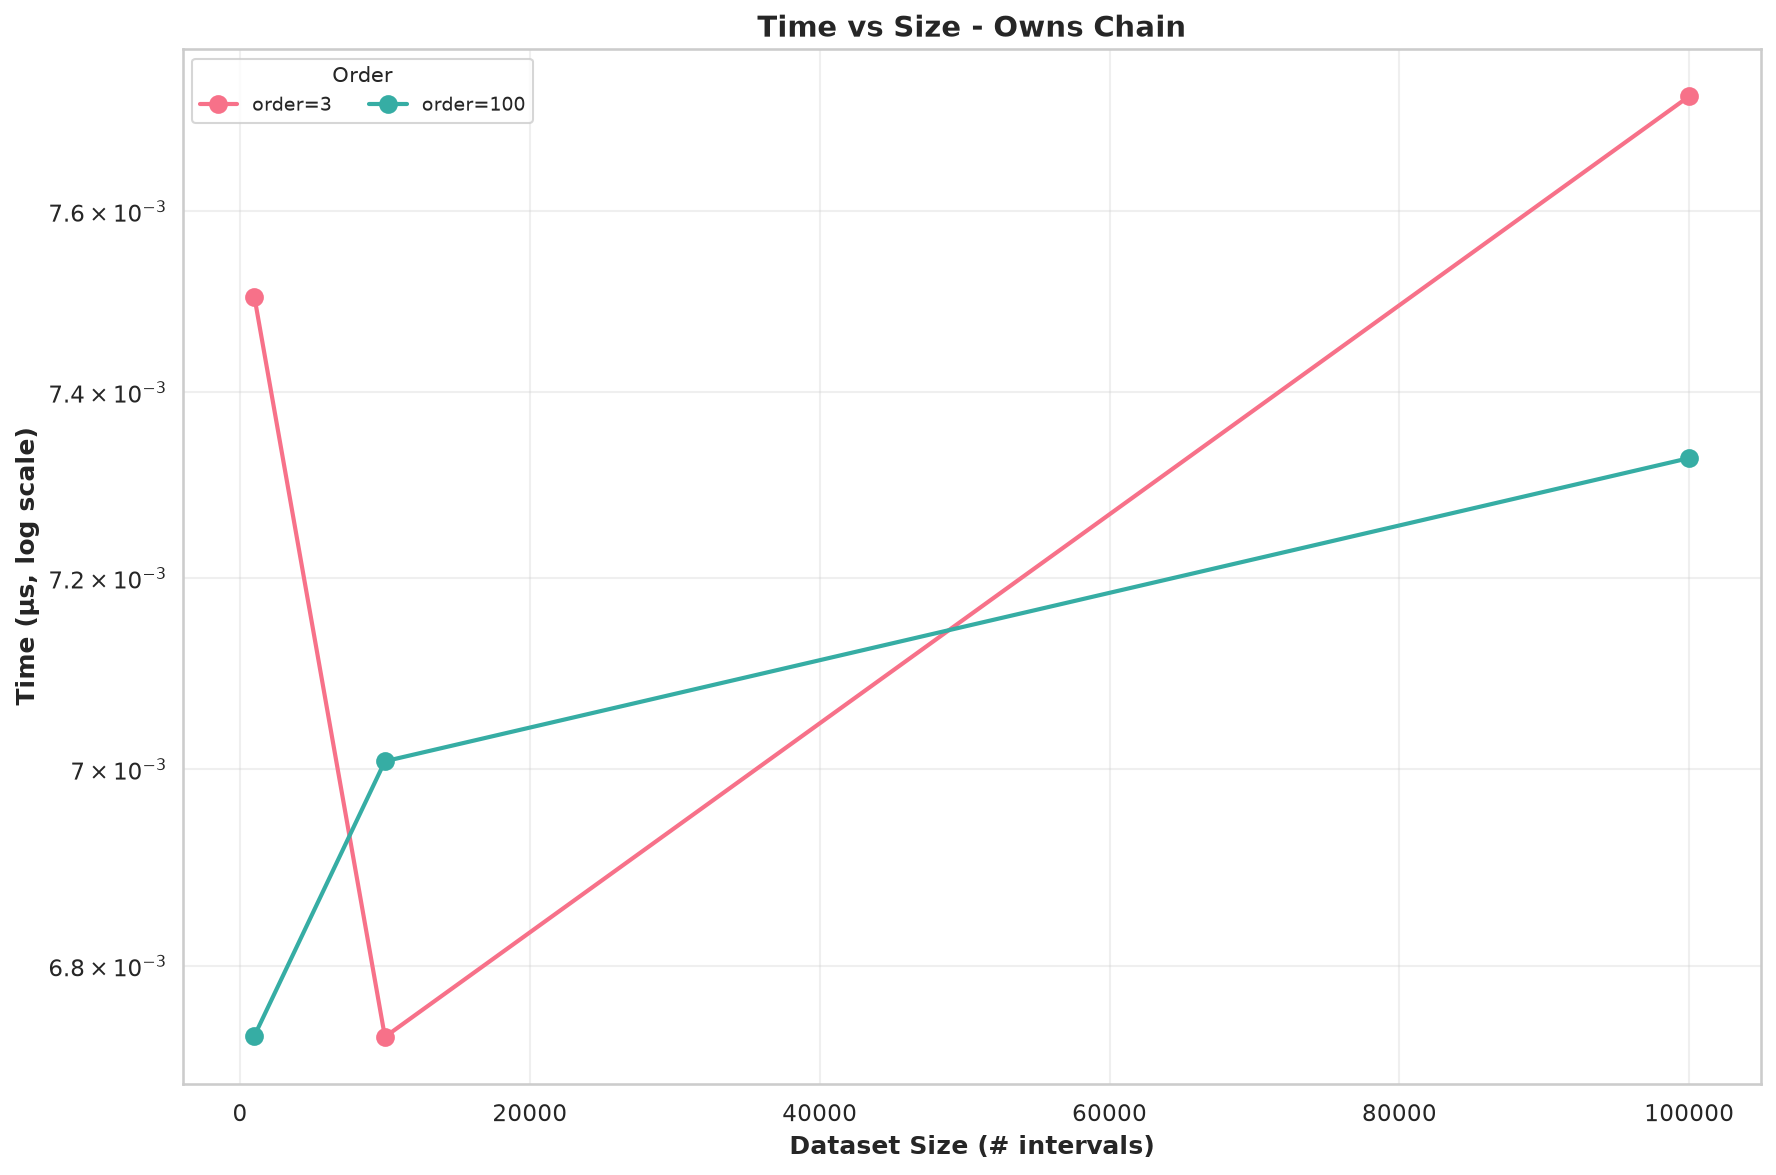 Time vs Size - Owns Chain
Order
order=3 order=100
7.6 × 10⁻³
7.4 × 10⁻³
7.2 × 10⁻³
7 × 10⁻³
6.8 × 10⁻³
Time (µs, log scale)
0 20000 40000 60000 80000 100000
Dataset Size (# intervals)